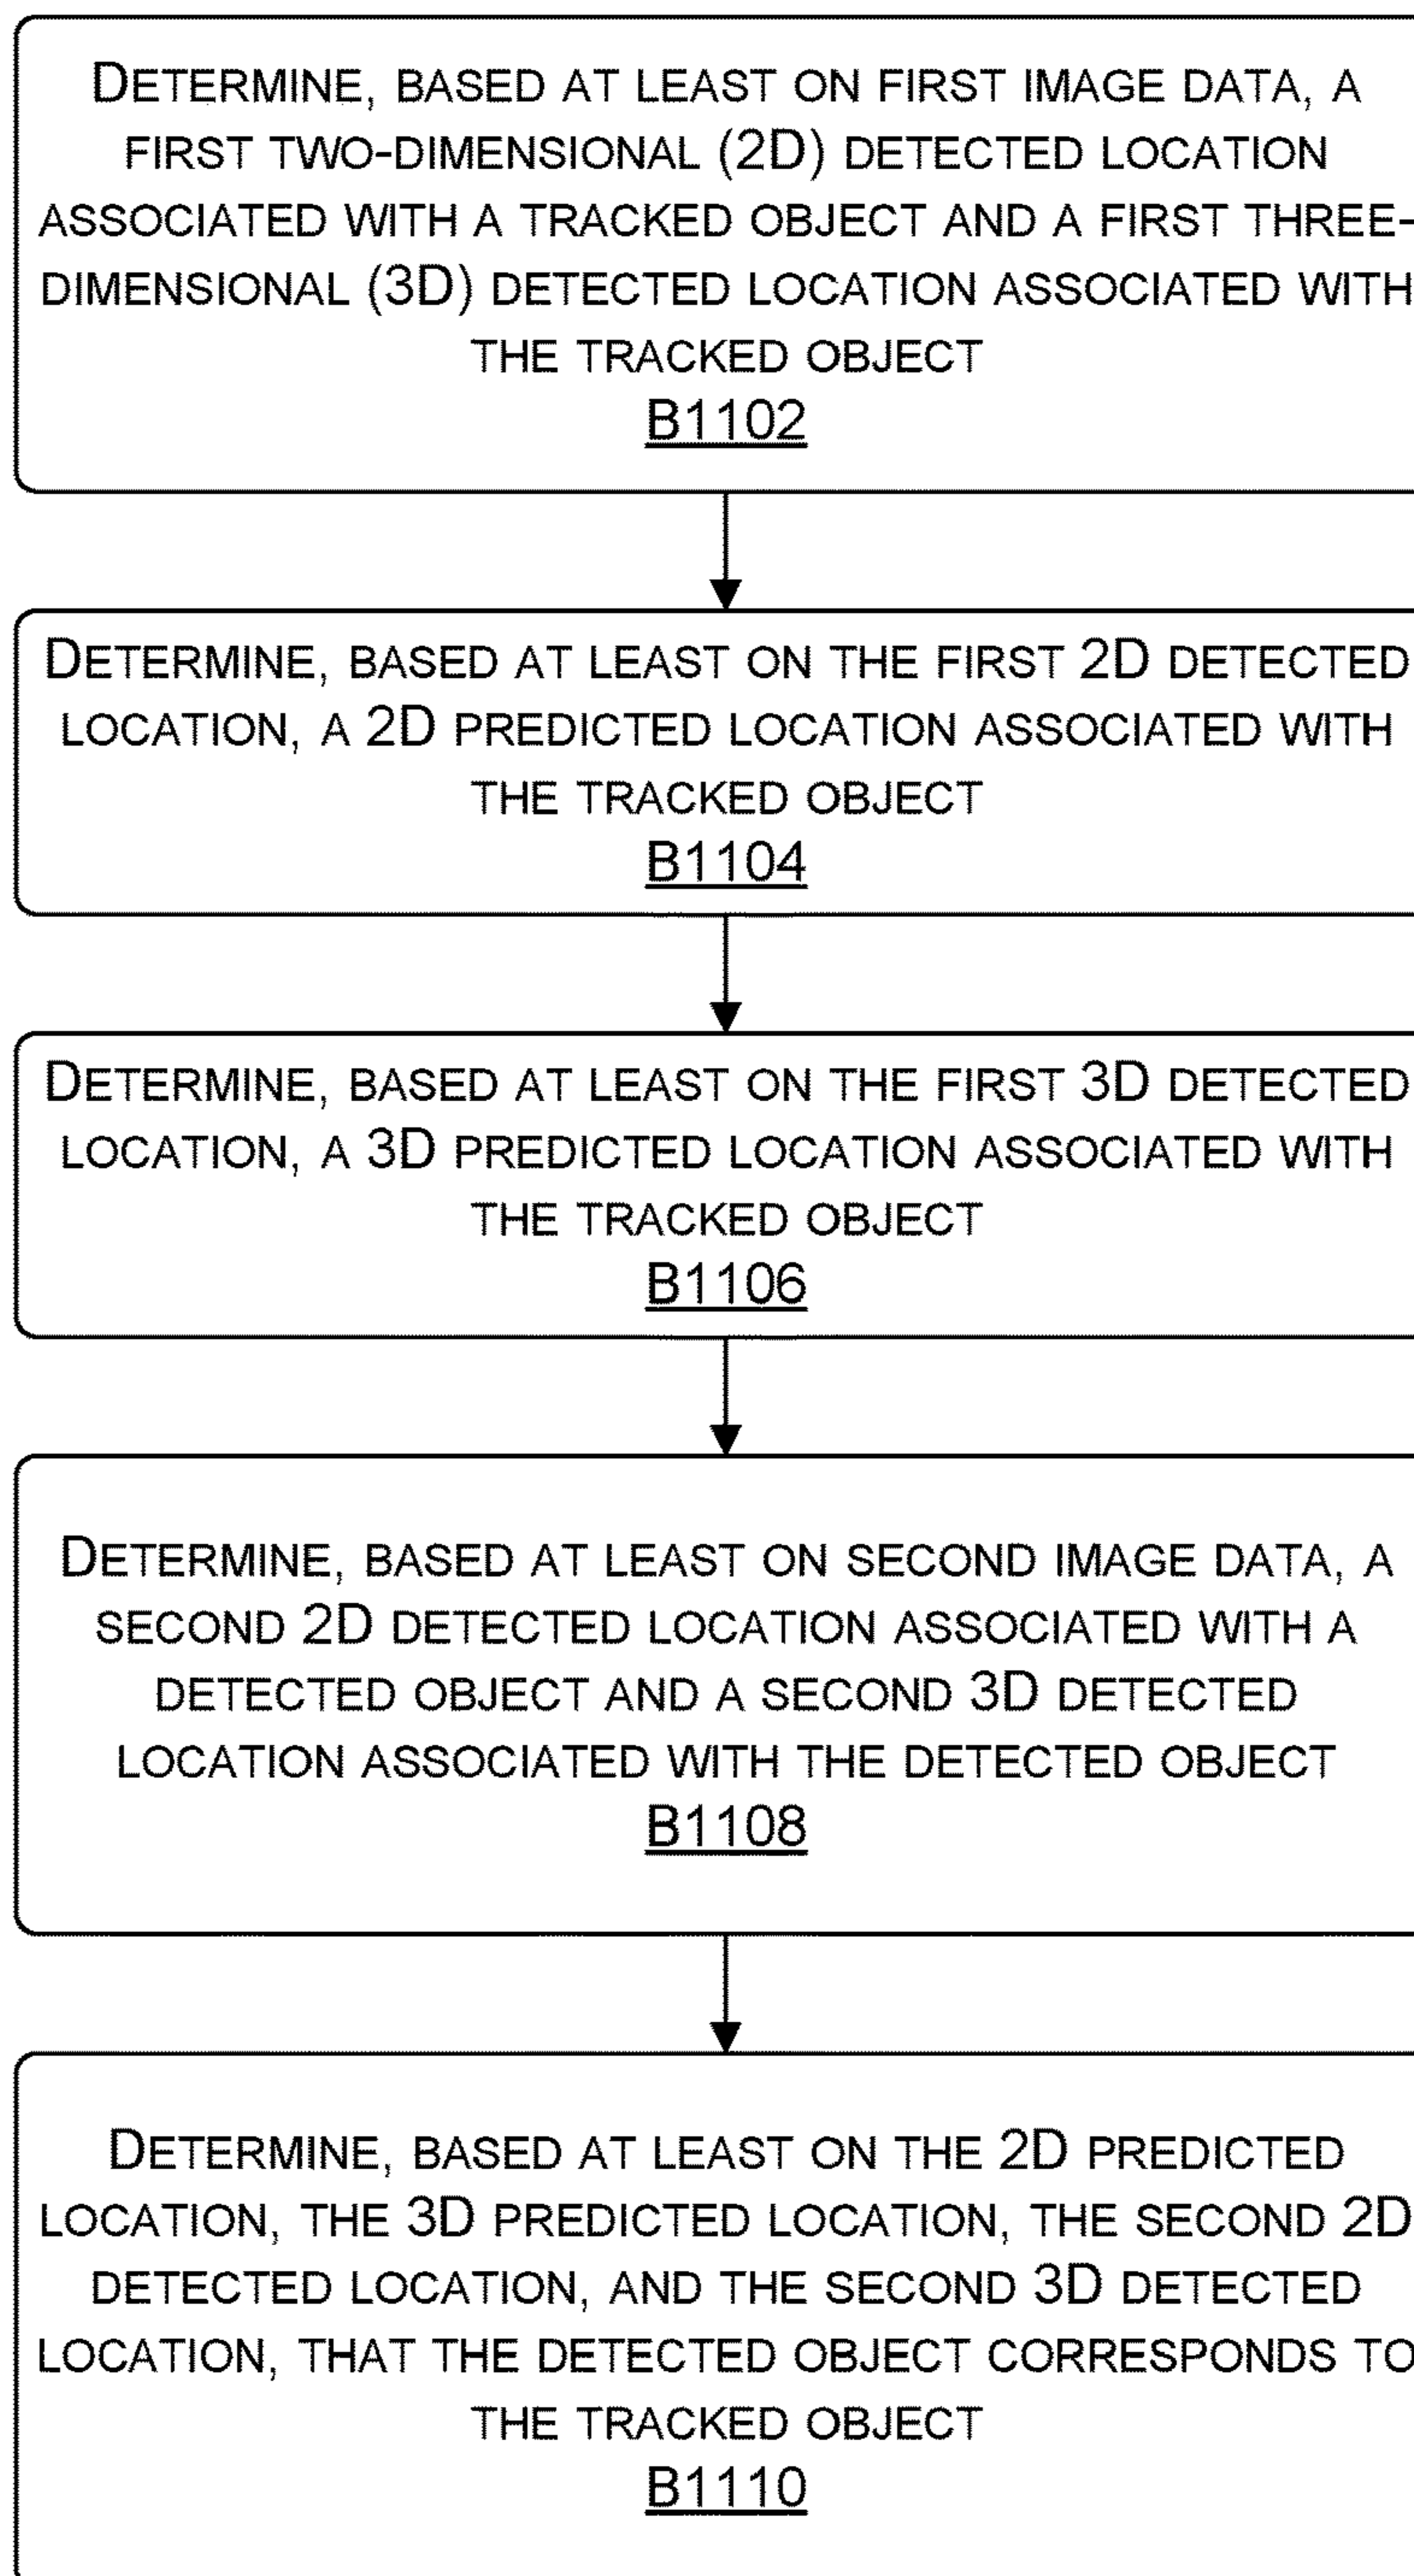 DETERMINE, BASED AT LEAST ON FIRST IMAGE DATA, A
FIRST TWO-DIMENSIONAL (2D) DETECTED LOCATION
ASSOCIATED WITH A TRACKED OBJECT AND A FIRST THREE-
DIMENSIONAL (3D) DETECTED LOCATION ASSOCIATED WITH
THE TRACKED OBJECT
B1102
DETERMINE, BASED AT LEAST ON THE FIRST 2D DETECTED
LOCATION, A 2D PREDICTED LOCATION ASSOCIATED WITH
THE TRACKED OBJECT
B1104
DETERMINE, BASED AT LEAST ON THE FIRST 3D DETECTED
LOCATION, A 3D PREDICTED LOCATION ASSOCIATED WITH
THE TRACKED OBJECT
B1106
DETERMINE, BASED AT LEAST ON SECOND IMAGE DATA, A
SECOND 2D DETECTED LOCATION ASSOCIATED WITH A
DETECTED OBJECT AND A SECOND 3D DETECTED
LOCATION ASSOCIATED WITH THE DETECTED OBJECT
B1108
DETERMINE, BASED AT LEAST ON THE 2D PREDICTED
LOCATION, THE 3D PREDICTED LOCATION, THE SECOND 2D
DETECTED LOCATION, AND THE SECOND 3D DETECTED
LOCATION, THAT THE DETECTED OBJECT CORRESPONDS TO
THE TRACKED OBJECT
B1110